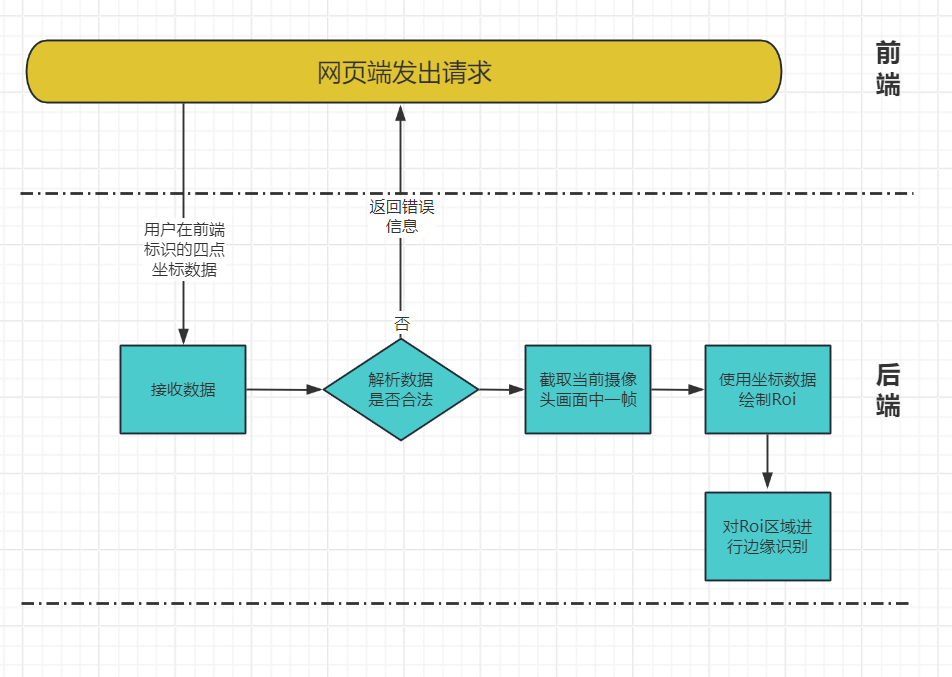 网页端发出请求
前
端
返回错误
信息
用户在前端
标识的四点
坐标数据
否
接收数据
解析数据
是否合法
截取当前摄像
头画面中一帧
使用坐标数据
绘制Roi
后
端
对Roi区域进
行边缘识别